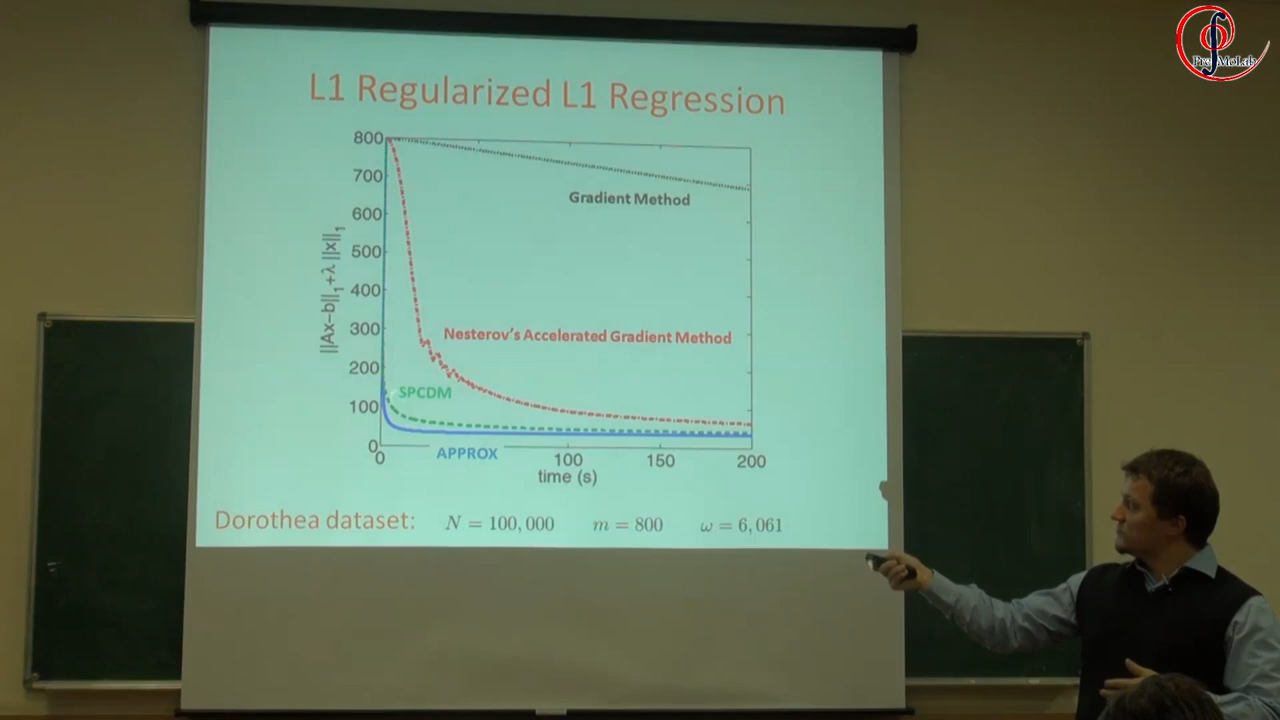 PreMoLab
L1 Regularized L1 Regression
800
700
600
500
400
300
200
100
0
||Ax−b||₁+λ ||x||₁
Gradient Method
Nesterov's Accelerated Gradient Method
SPCDM
APPROX
0
100
150
200
time (s)
Dorothea dataset: N = 100,000 m = 800 ω = 6,061